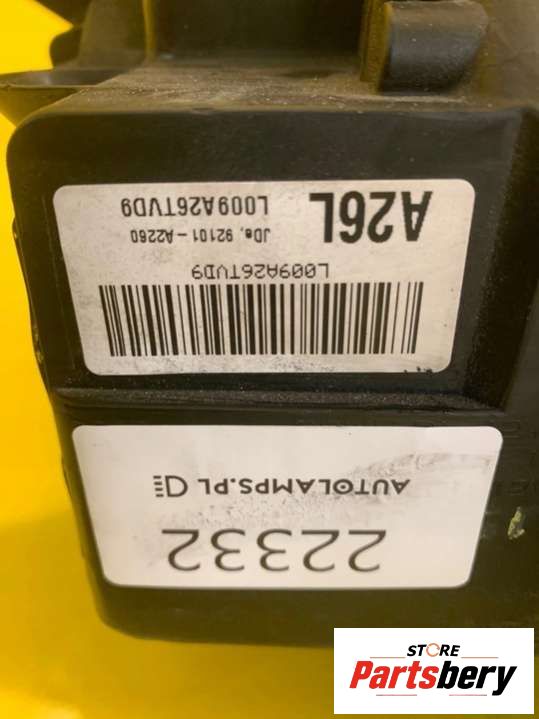 A26L
JDe, 92101-A2260
L009A26TVD9
L009A26TVD9
AUTOLAMPS.PL
22332
STORE
Partsbery